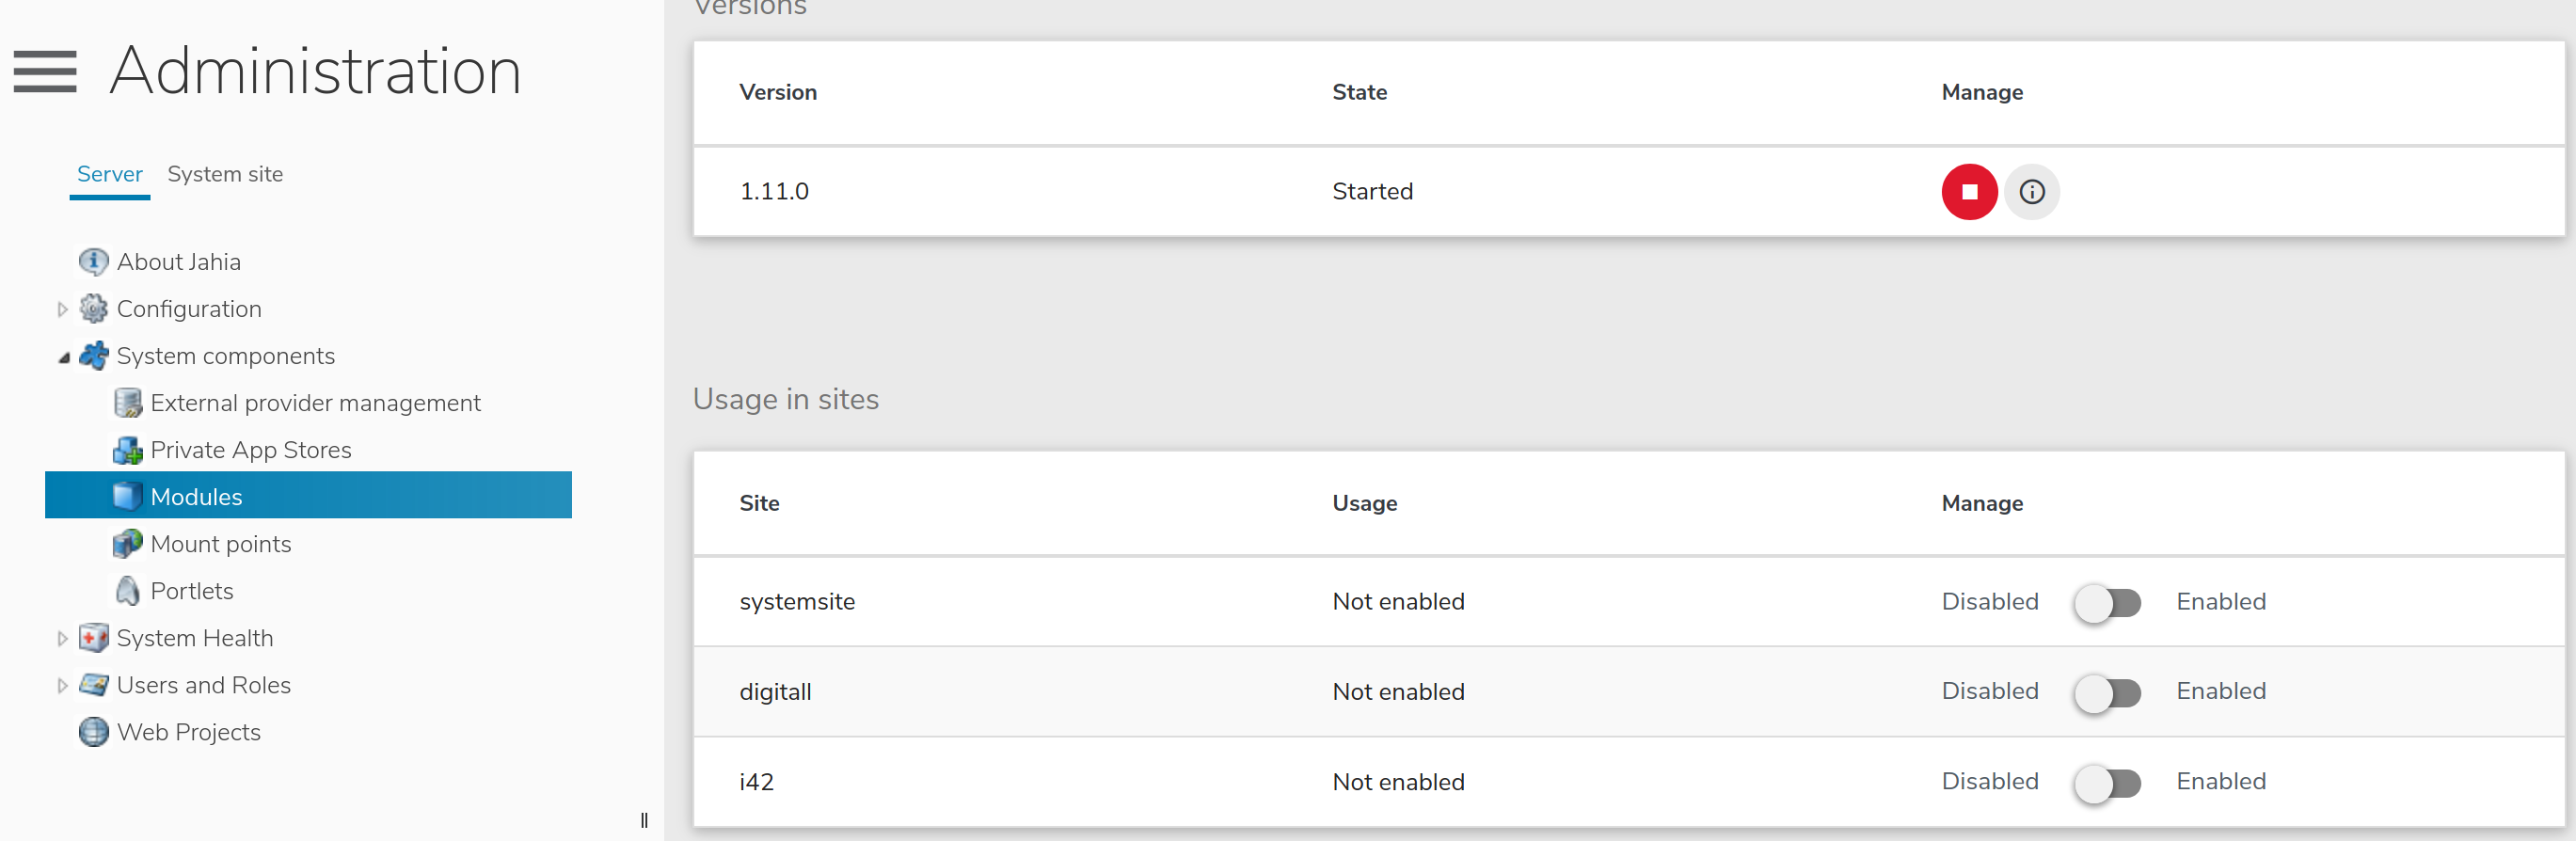 Administration
Server
System site
About Jahia
Configuration
System components
External provider management
Private App Stores
Modules
Mount points
Portlets
System Health
Users and Roles
Web Projects
Versions
Version State Manage
1.11.0 Started
Usage in sites
Site Usage Manage
systemsite Not enabled Disabled Enabled
digitall Not enabled Disabled Enabled
i42 Not enabled Disabled Enabled